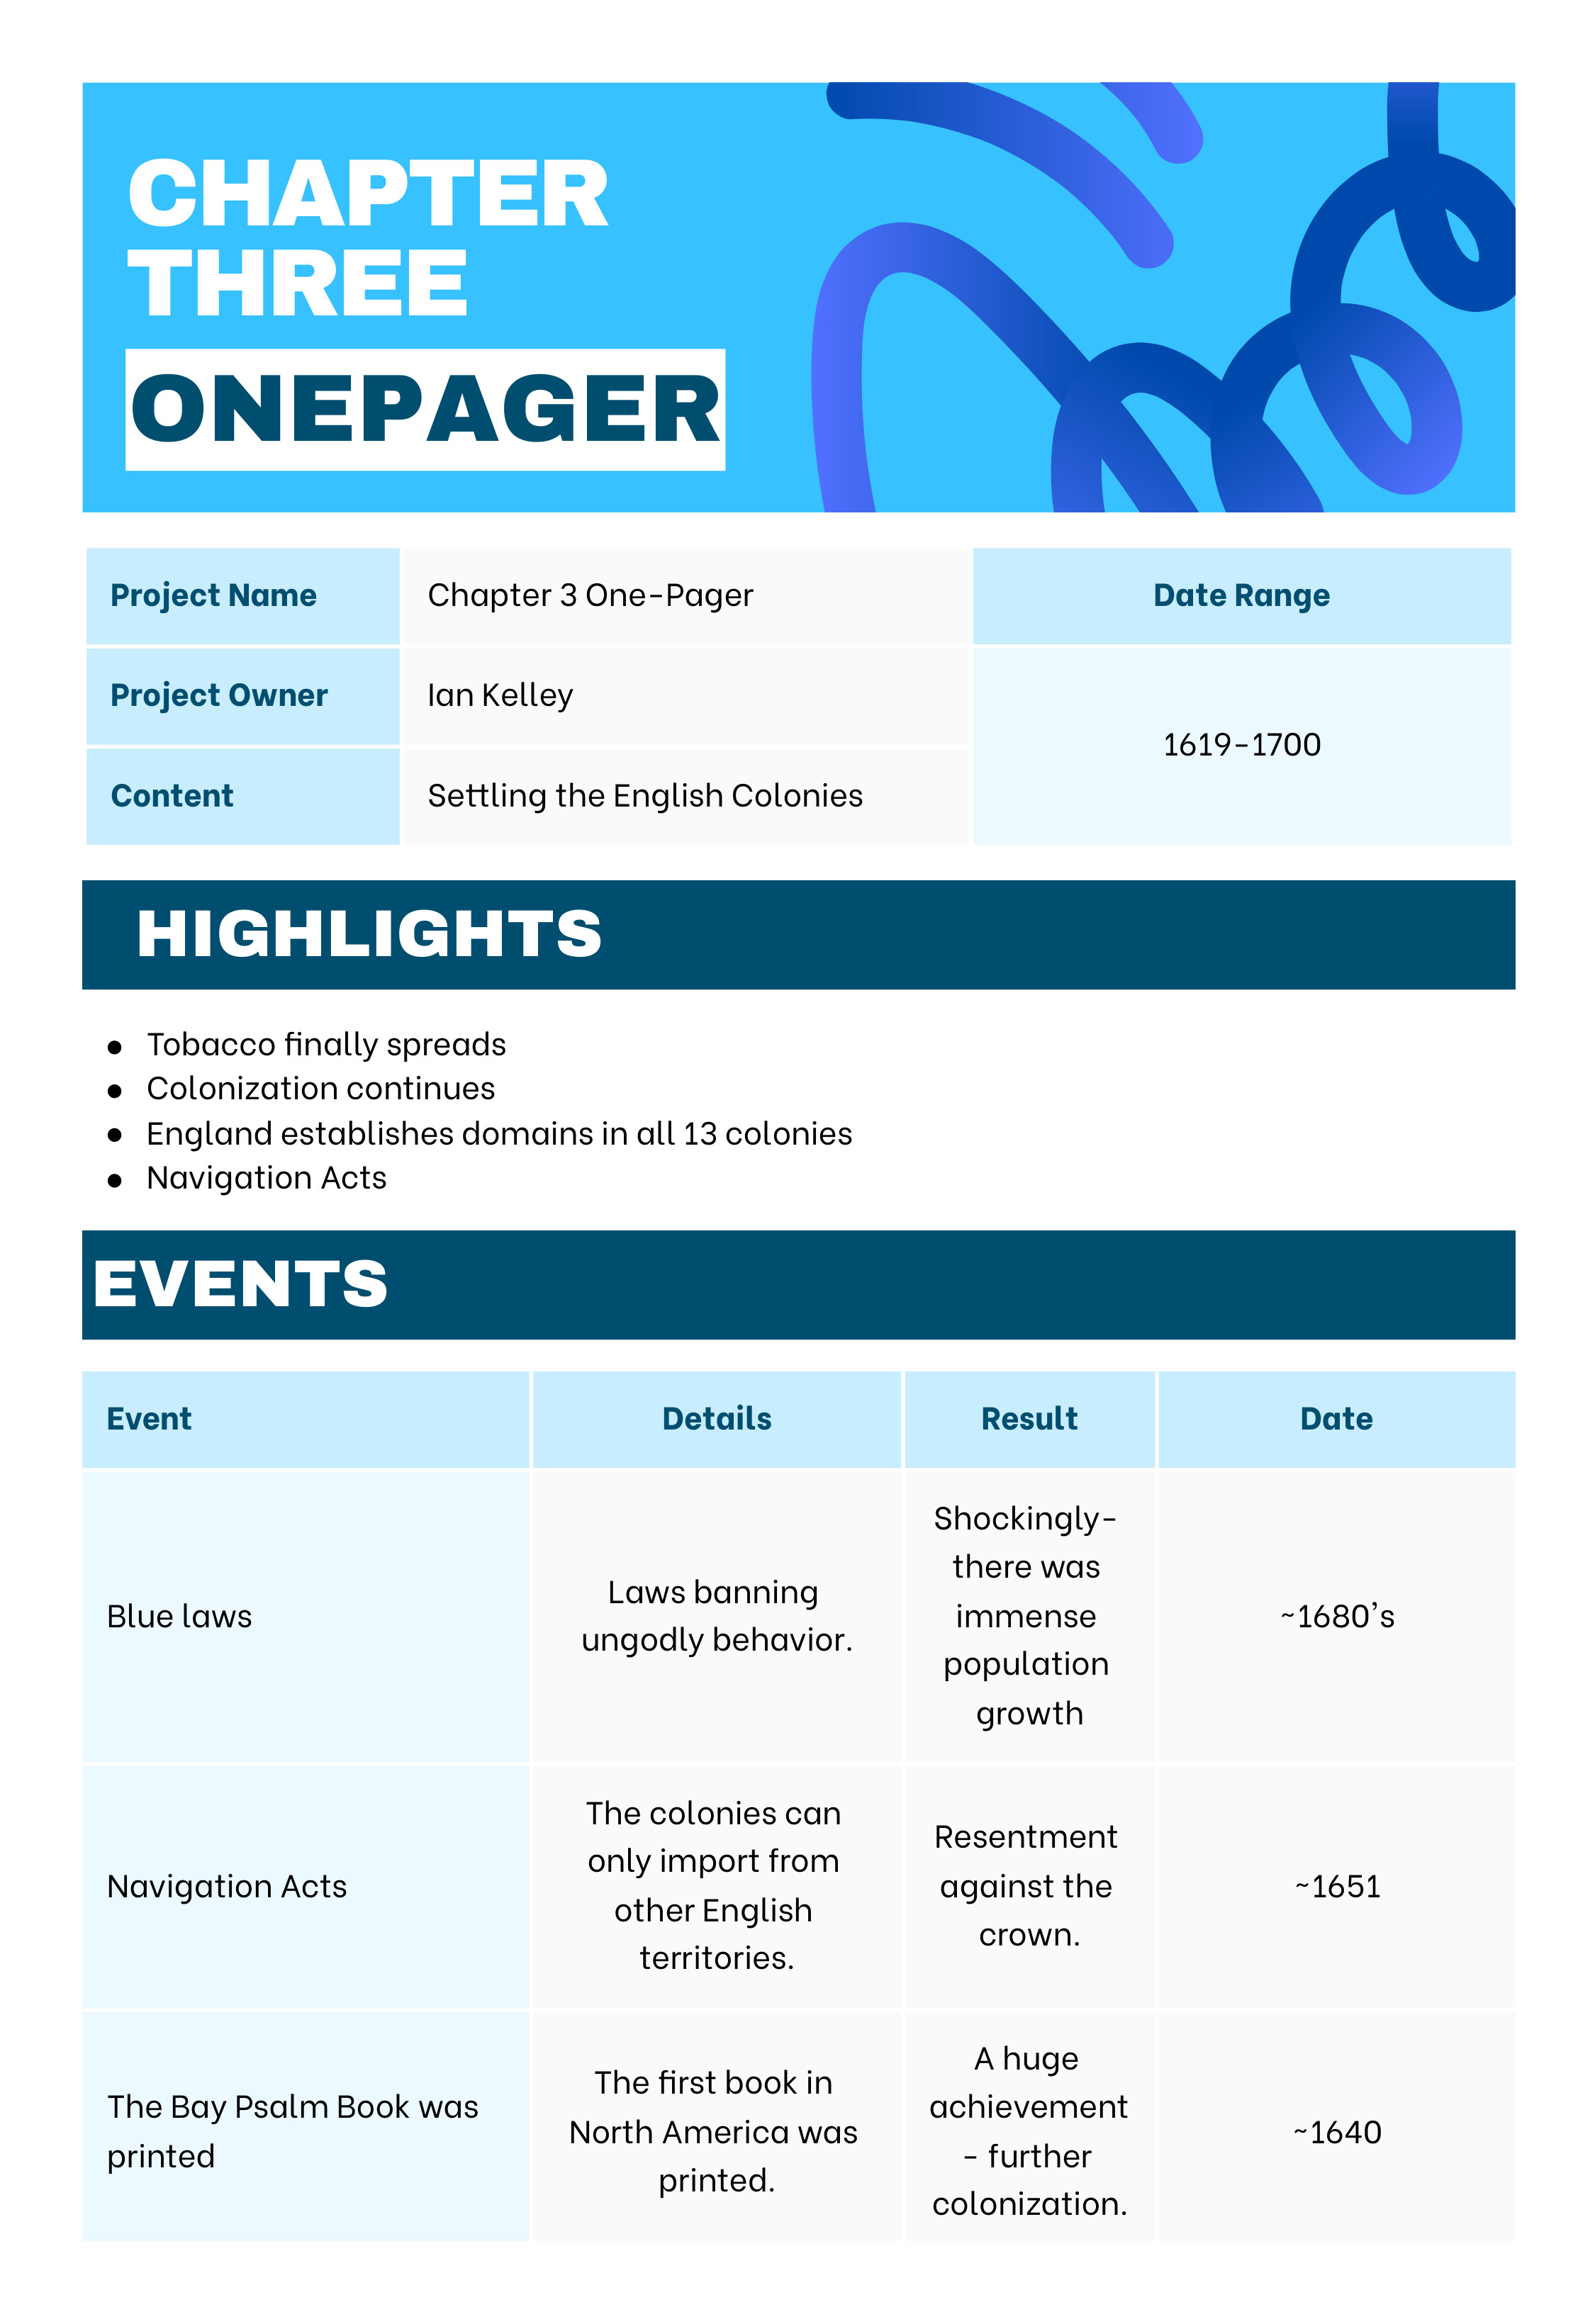 CHAPTER
THREE
ONEPAGER
Project Name
Chapter 3 One-Pager
Date Range
Project Owner
Ian Kelley
1619-1700
Content
Settling the English Colonies
HIGHLIGHTS
● Tobacco finally spreads
● Colonization continues
● England establishes domains in all 13 colonies
● Navigation Acts
EVENTS
Event
Details
Result
Date
Blue laws
Laws banning
ungodly behavior.
Shockingly-
there was
immense
population
growth
~1680's
Navigation Acts
The colonies can
only import from
other English
territories.
Resentment
against the
crown.
~1651
The Bay Psalm Book was
printed
The first book in
North America was
printed.
A huge
achievement
- further
colonization.
~1640